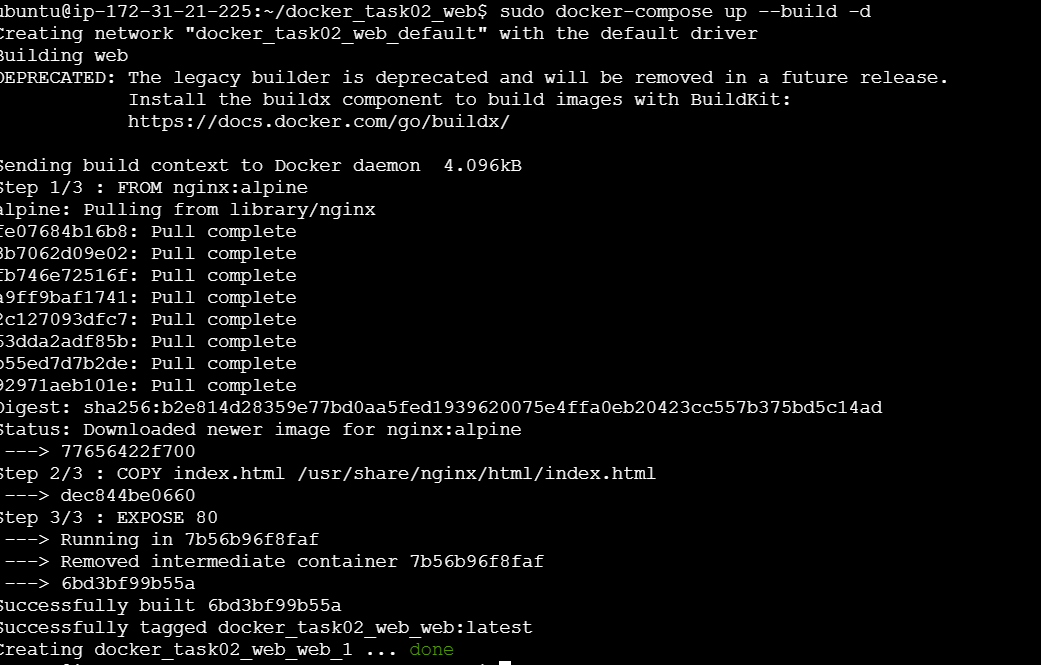 ubuntu@ip-172-31-21-225:~/docker_task02_web$ sudo docker-compose up --build -d
Creating network "docker_task02_web_default" with the default driver
Building web
DEPRECATED: The legacy builder is deprecated and will be removed in a future release.
Install the buildx component to build images with BuildKit:
https://docs.docker.com/go/buildx/
Sending build context to Docker daemon 4.096kB
Step 1/3 : FROM nginx:alpine
alpine: Pulling from library/nginx
fe07684b16b8: Pull complete
3b7062d09e02: Pull complete
fb746e72516f: Pull complete
a9ff9baf1741: Pull complete
2c127093dfc7: Pull complete
63dda2adf85b: Pull complete
b55ed7d7b2de: Pull complete
92971aeb101e: Pull complete
Digest: sha256:b2e814d28359e77bd0aa5fed1939620075e4ffa0eb20423cc557b375bd5c14ad
Status: Downloaded newer image for nginx:alpine
---> 77656422f700
Step 2/3 : COPY index.html /usr/share/nginx/html/index.html
---> dec844be0660
Step 3/3 : EXPOSE 80
---> Running in 7b56b96f8faf
---> Removed intermediate container 7b56b96f8faf
---> 6bd3bf99b55a
Successfully built 6bd3bf99b55a
Successfully tagged docker_task02_web_web:latest
Creating docker_task02_web_web_1 ... done